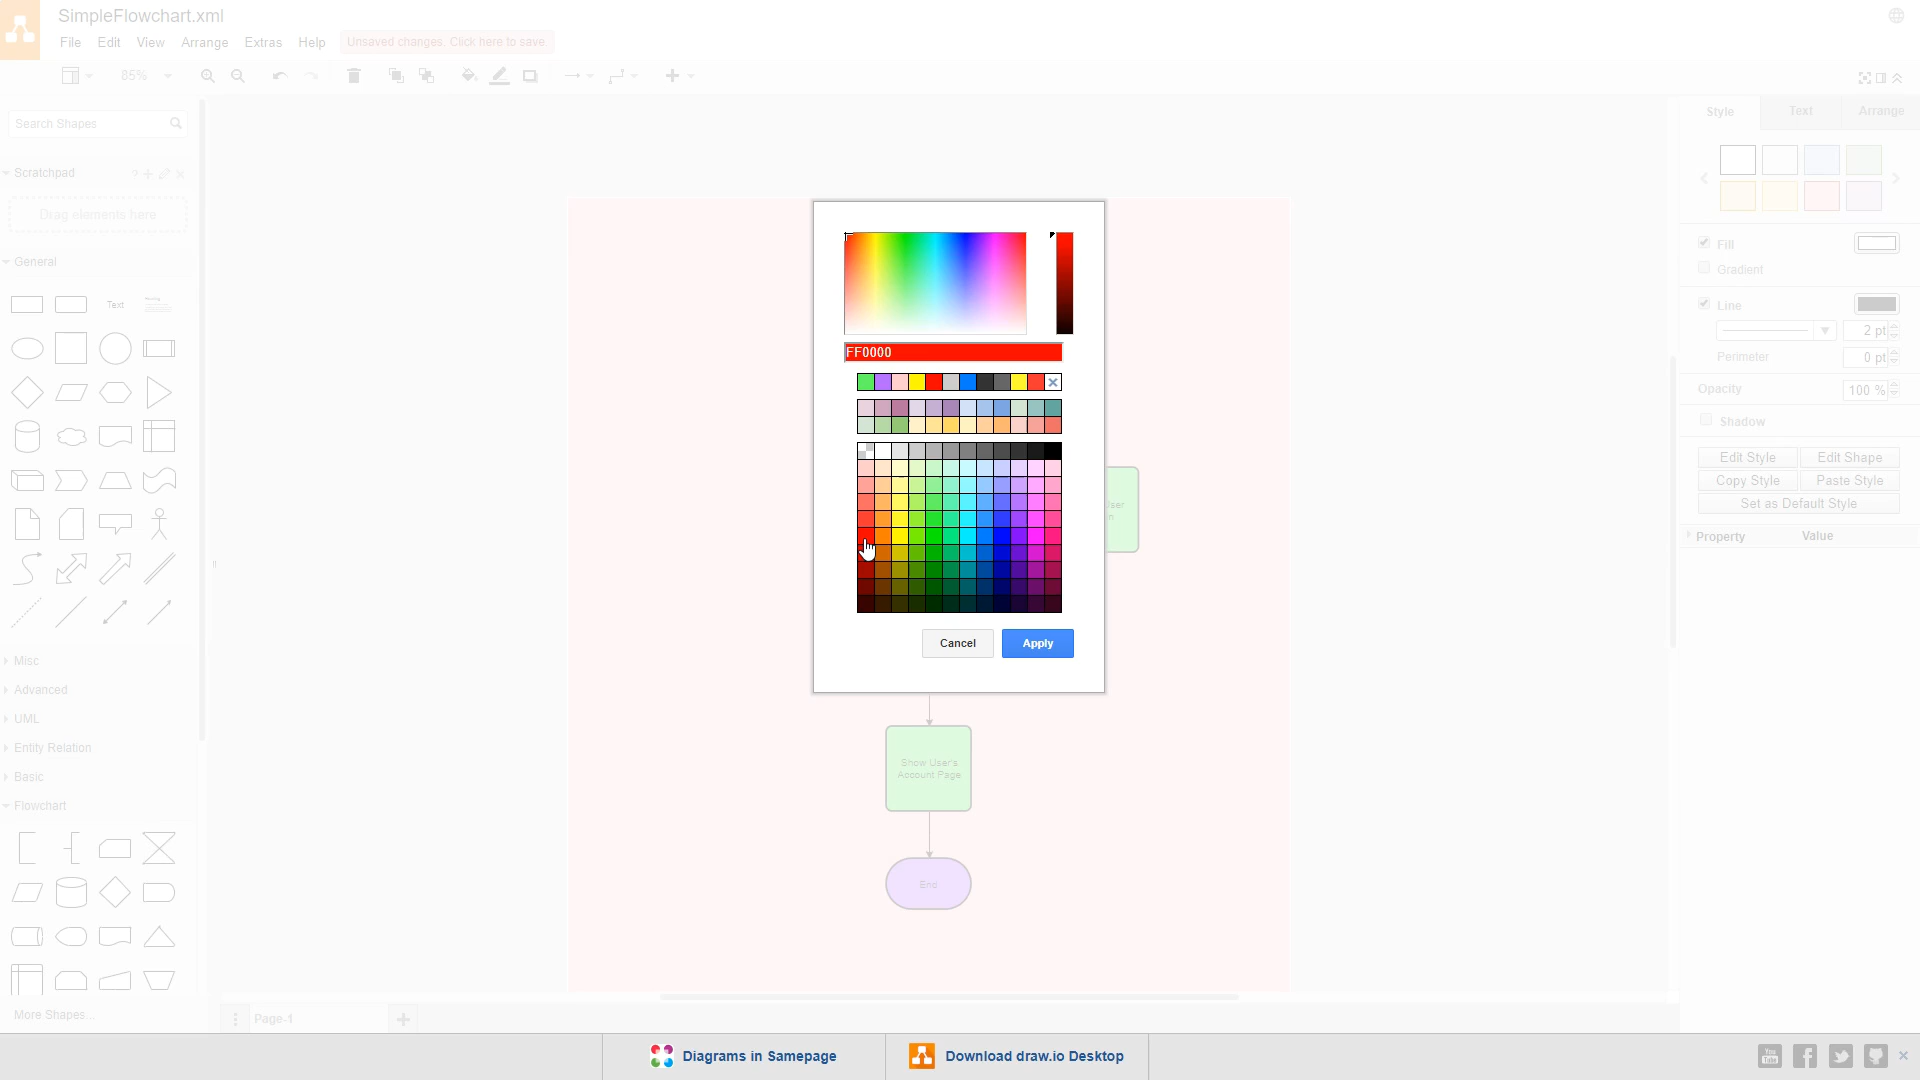 SimpleFlowchart.xml
File Edit View Arrange Extras Help Unsaved changes. Click here to save.
85%
Search Shapes
Scratchpad
?
Drag elements here
General
Text
Misc
Advanced
UML
Entity Relation
Basic
Flowchart
More Shapes...
Page-1
FF0000
Cancel Apply
User
Show User's
Account Page
End
Style Text Arrange
Fill
Gradient
Line
2 pt
Perimeter 0 pt
Opacity 100 %
Shadow
Edit Style Edit Shape
Copy Style Paste Style
Set as Default Style
Property Value
Diagrams in Samepage Download draw.io Desktop
You
Tube